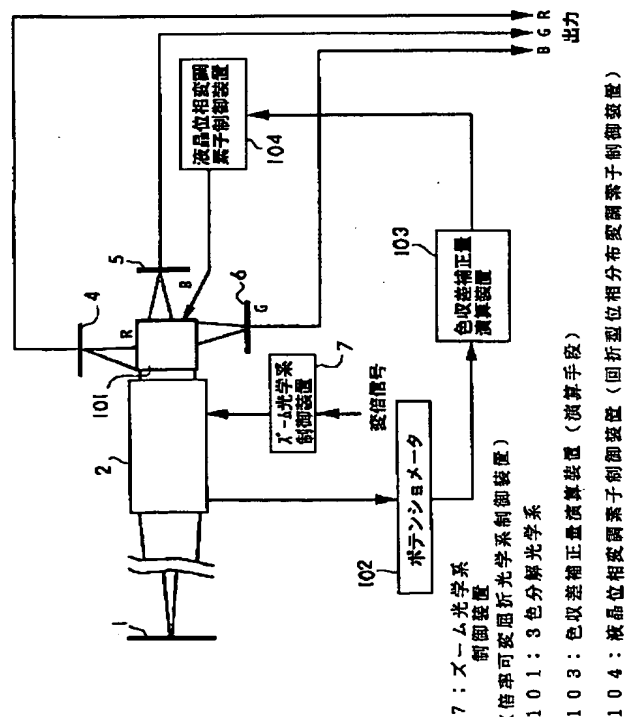 1
2
101
R
4
5
B
G
6
液晶位相変調
素子制御装置
104
ズーム光学系
制御装置
7
変倍信号
ポテンショメータ
102
色収差補正量
演算装置
103
B G R
出力
7:ズーム光学系
制御装置
倍率可変屈折光学系制御装置)
101:3色分解光学系
103:色収差補正量演算装置(演算手段)
104:液晶位相変調素子制御装置(回折型位相分布変調素子制御装置)